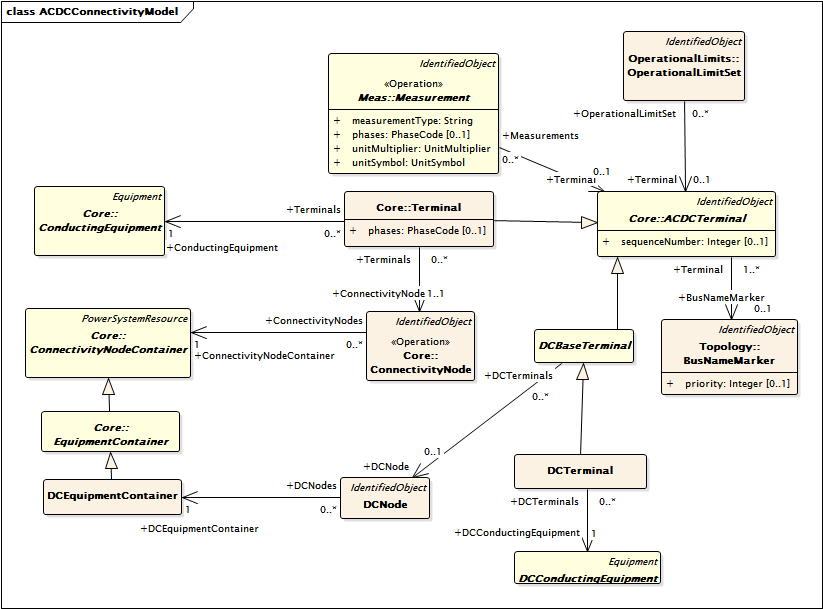 class ACDCConnectivityModel
IdentifiedObject
OperationalLimits::
OperationalLimitSet
IdentifiedObject
«Operation»
Meas::Measurement
+ measurementType: String
+ phases: PhaseCode [0..1]
+ unitMultiplier: UnitMultiplier
+ unitSymbol: UnitSymbol
+OperationalLimitSet 0..*
+Measurements
0..*
0..1
+Terminal
+Terminal 0..1
Equipment
Core::
ConductingEquipment
+Terminals
0..*
1
+ConductingEquipment
Core::Terminal
+ phases: PhaseCode [0..1]
IdentifiedObject
Core::ACDCTerminal
+ sequenceNumber: Integer [0..1]
+Terminals 0..*
+ConnectivityNode 1..1
+Terminal 1..*
+BusNameMarker
0..1
PowerSystemResource
Core::
ConnectivityNodeContainer
+ConnectivityNodes
0..*
1
+ConnectivityNodeContainer
IdentifiedObject
«Operation»
Core::
ConnectivityNode
DCBaseTerminal
IdentifiedObject
Topology::
BusNameMarker
+ priority: Integer [0..1]
+DCTerminals
0..*
Core::
EquipmentContainer
0..1
+DCNode
DCTerminal
DCEquipmentContainer
+DCNodes
0..*
1
+DCEquipmentContainer
IdentifiedObject
DCNode
+DCTerminals 0..*
+DCConductingEquipment 1
Equipment
DCConductingEquipment